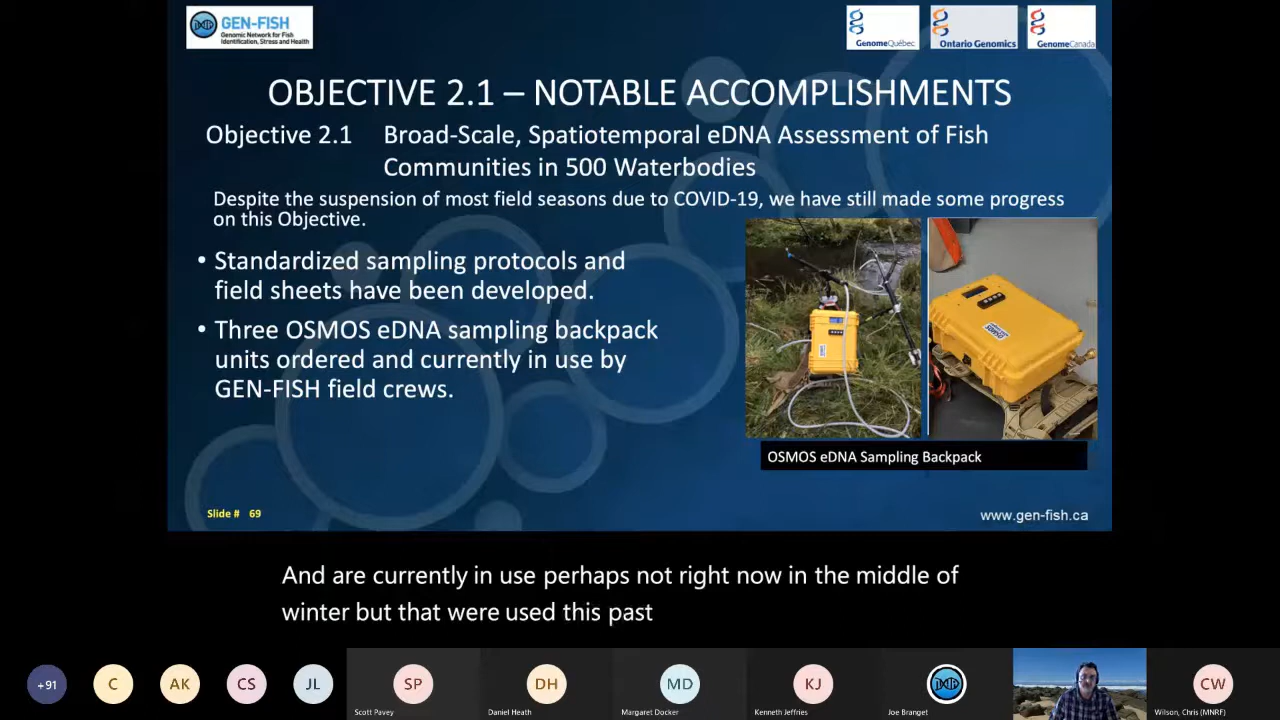 GEN-FISH
Genomic Network for Fish
Identification, Stress and Health
GenomeQuébec
Ontario Genomics
GenomeCanada
OBJECTIVE 2.1 – NOTABLE ACCOMPLISHMENTS
Objective 2.1 Broad-Scale, Spatiotemporal eDNA Assessment of Fish
Communities in 500 Waterbodies
Despite the suspension of most field seasons due to COVID-19, we have still made some progress
on this Objective.
• Standardized sampling protocols and
field sheets have been developed.
• Three OSMOS eDNA sampling backpack
units ordered and currently in use by
GEN-FISH field crews.
OSMOS eDNA Sampling Backpack
Slide # 69
www.gen-fish.ca
And are currently in use perhaps not right now in the middle of
winter but that were used this past
+91
C
AK
CS
JL
SP
DH
MD
KJ
CW
Scott Pavey
Daniel Heath
Margaret Docker
Kenneth Jeffries
Joe Branget
Wilson, Chris (MNRF)